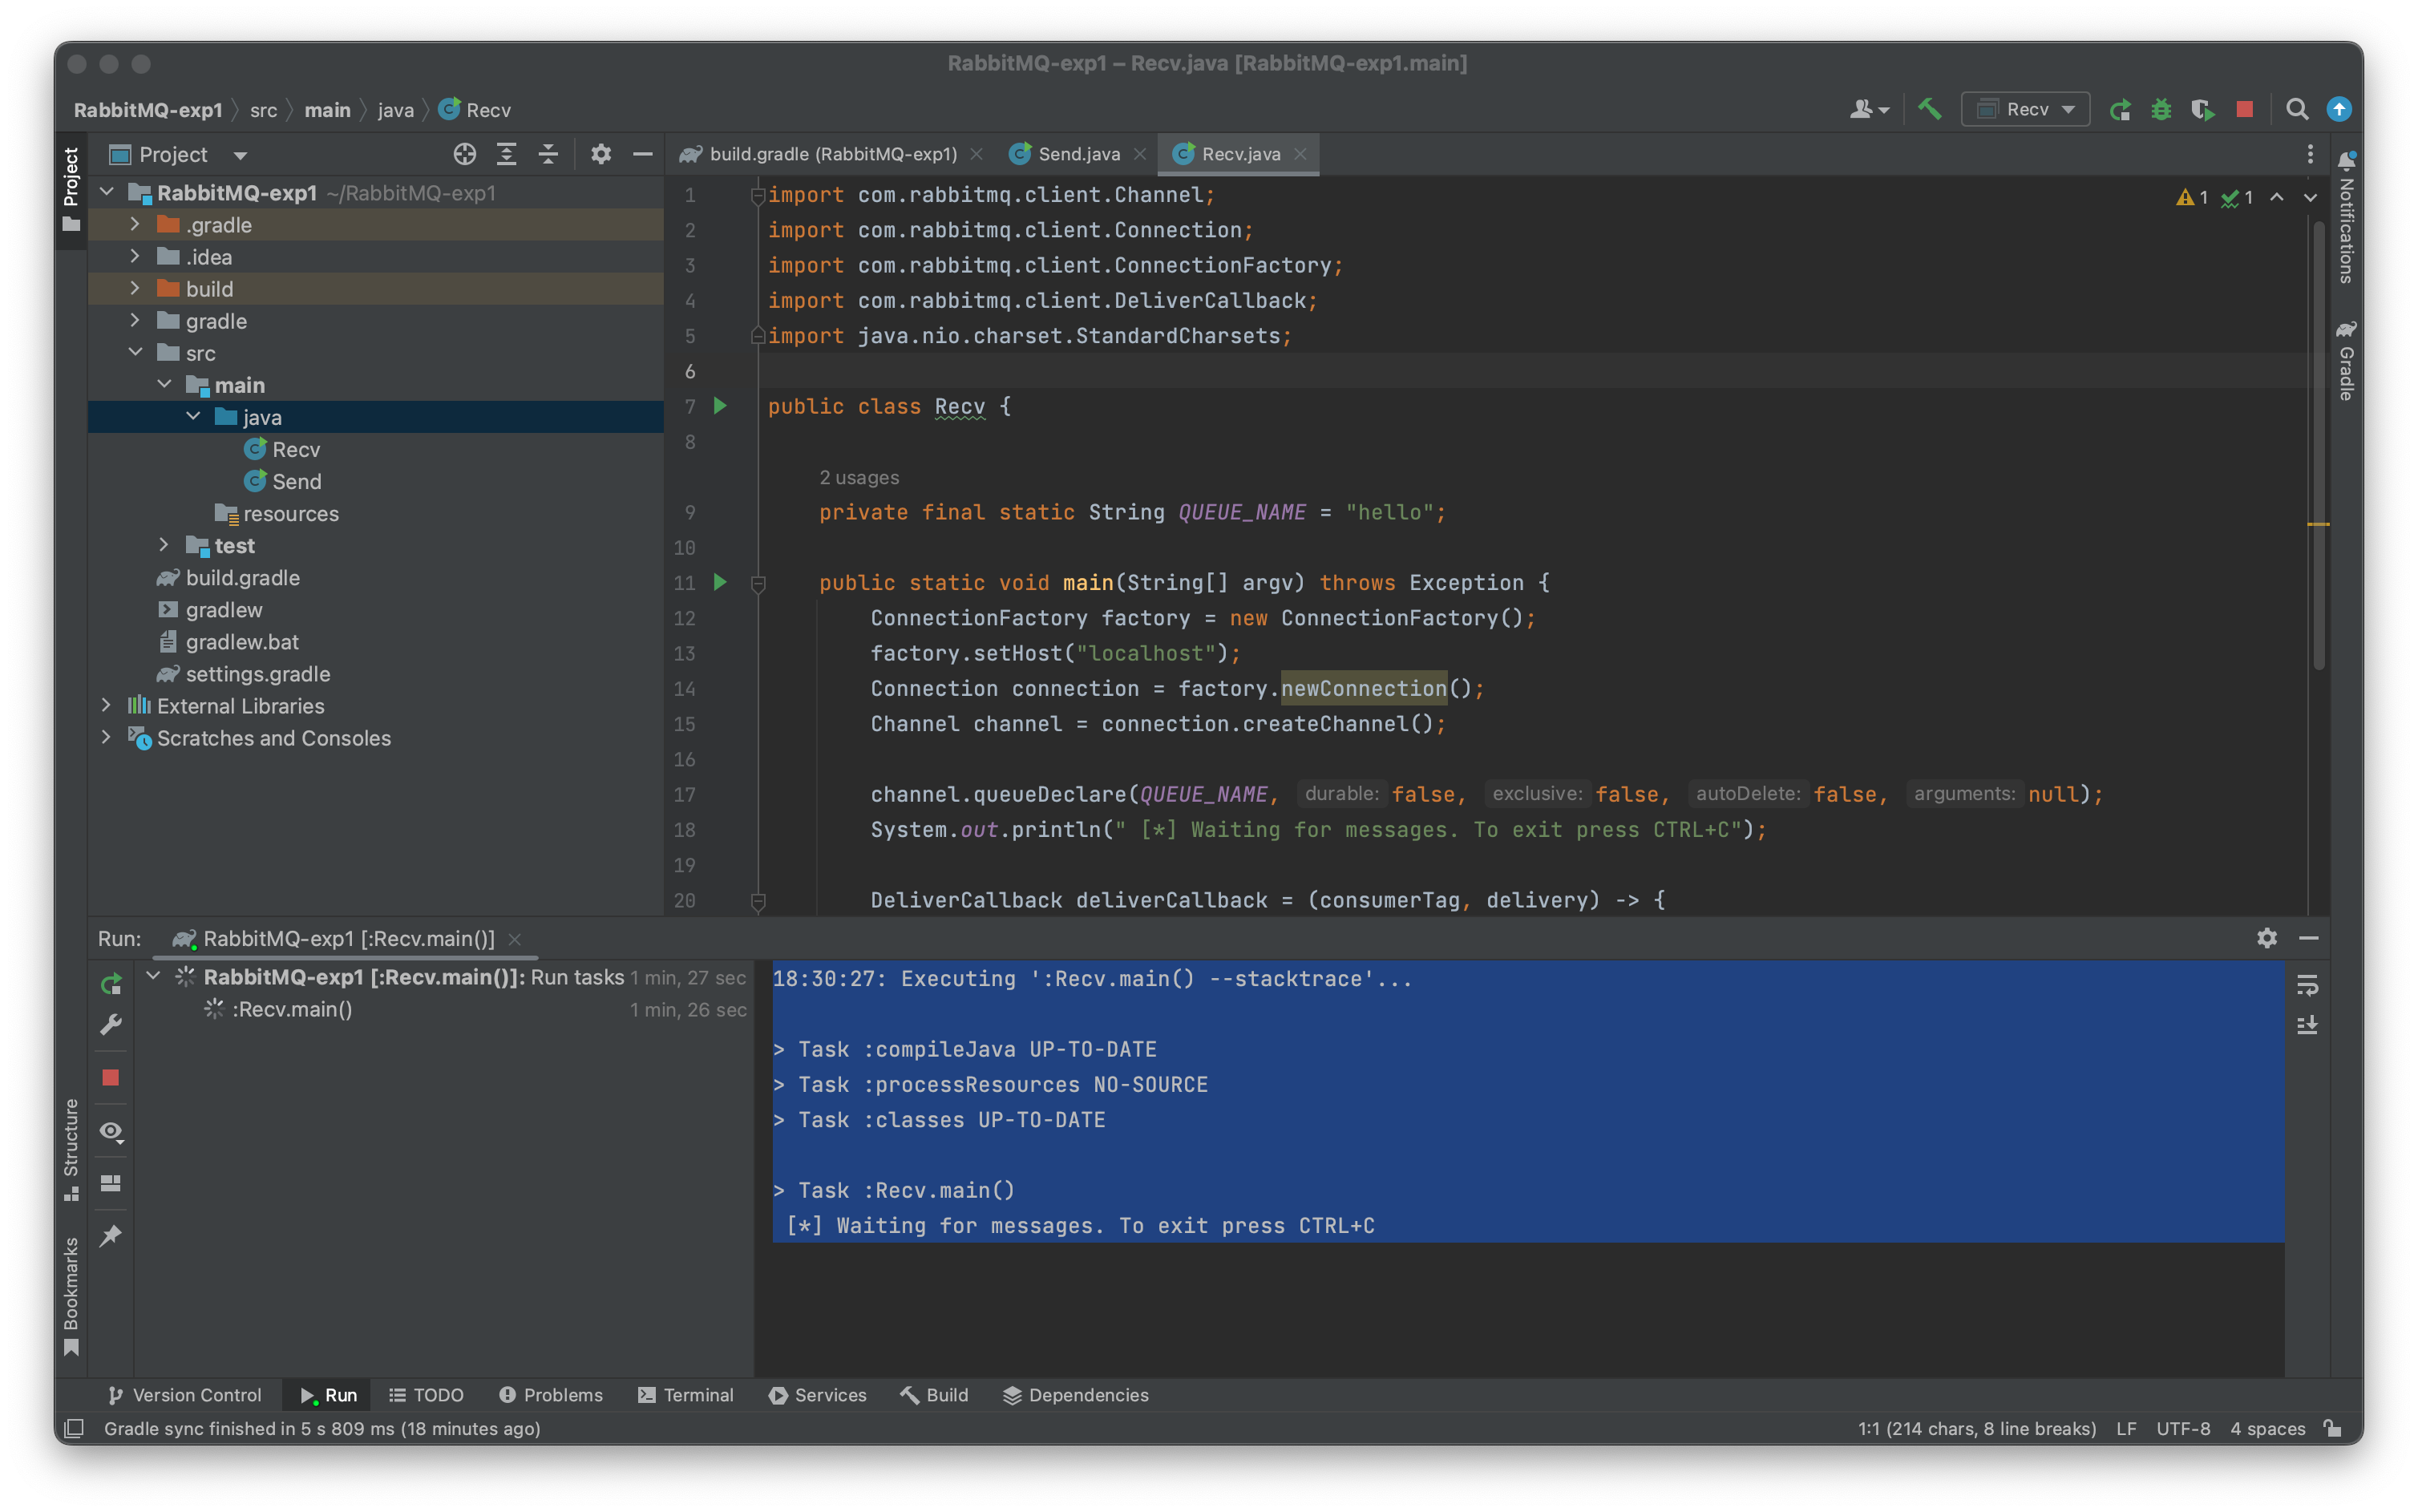 RabbitMQ-exp1 – Recv.java [RabbitMQ-exp1.main]
RabbitMQ-exp1 src main java Recv
Recv
Project
build.gradle (RabbitMQ-exp1)
Send.java
Recv.java
Project
Notifications
Gradle
RabbitMQ-exp1 ~/RabbitMQ-exp1
.gradle
.idea
build
gradle
src
main
java
Recv
Send
resources
test
build.gradle
gradlew
gradlew.bat
settings.gradle
External Libraries
Scratches and Consoles
1 1
1 import com.rabbitmq.client.Channel;
2 import com.rabbitmq.client.Connection;
3 import com.rabbitmq.client.ConnectionFactory;
4 import com.rabbitmq.client.DeliverCallback;
5 import java.nio.charset.StandardCharsets;
6
7 public class Recv {
8
2 usages
9 private final static String QUEUE_NAME = "hello";
10
11 public static void main(String[] argv) throws Exception {
12 ConnectionFactory factory = new ConnectionFactory();
13 factory.setHost("localhost");
14 Connection connection = factory.newConnection();
15 Channel channel = connection.createChannel();
16
17 channel.queueDeclare(QUEUE_NAME, durable: false, exclusive: false, autoDelete: false, arguments: null);
18 System.out.println(" [*] Waiting for messages. To exit press CTRL+C");
19
20 DeliverCallback deliverCallback = (consumerTag, delivery) -> {
Run: RabbitMQ-exp1 [:Recv.main()]
RabbitMQ-exp1 [:Recv.main()]: Run tasks 1 min, 27 sec
:Recv.main() 1 min, 26 sec
18:30:27: Executing ':Recv.main() --stacktrace'...
> Task :compileJava UP-TO-DATE
> Task :processResources NO-SOURCE
> Task :classes UP-TO-DATE
> Task :Recv.main()
[*] Waiting for messages. To exit press CTRL+C
Structure
Bookmarks
Version Control Run TODO Problems Terminal Services Build Dependencies
Gradle sync finished in 5 s 809 ms (18 minutes ago)
1:1 (214 chars, 8 line breaks) LF UTF-8 4 spaces